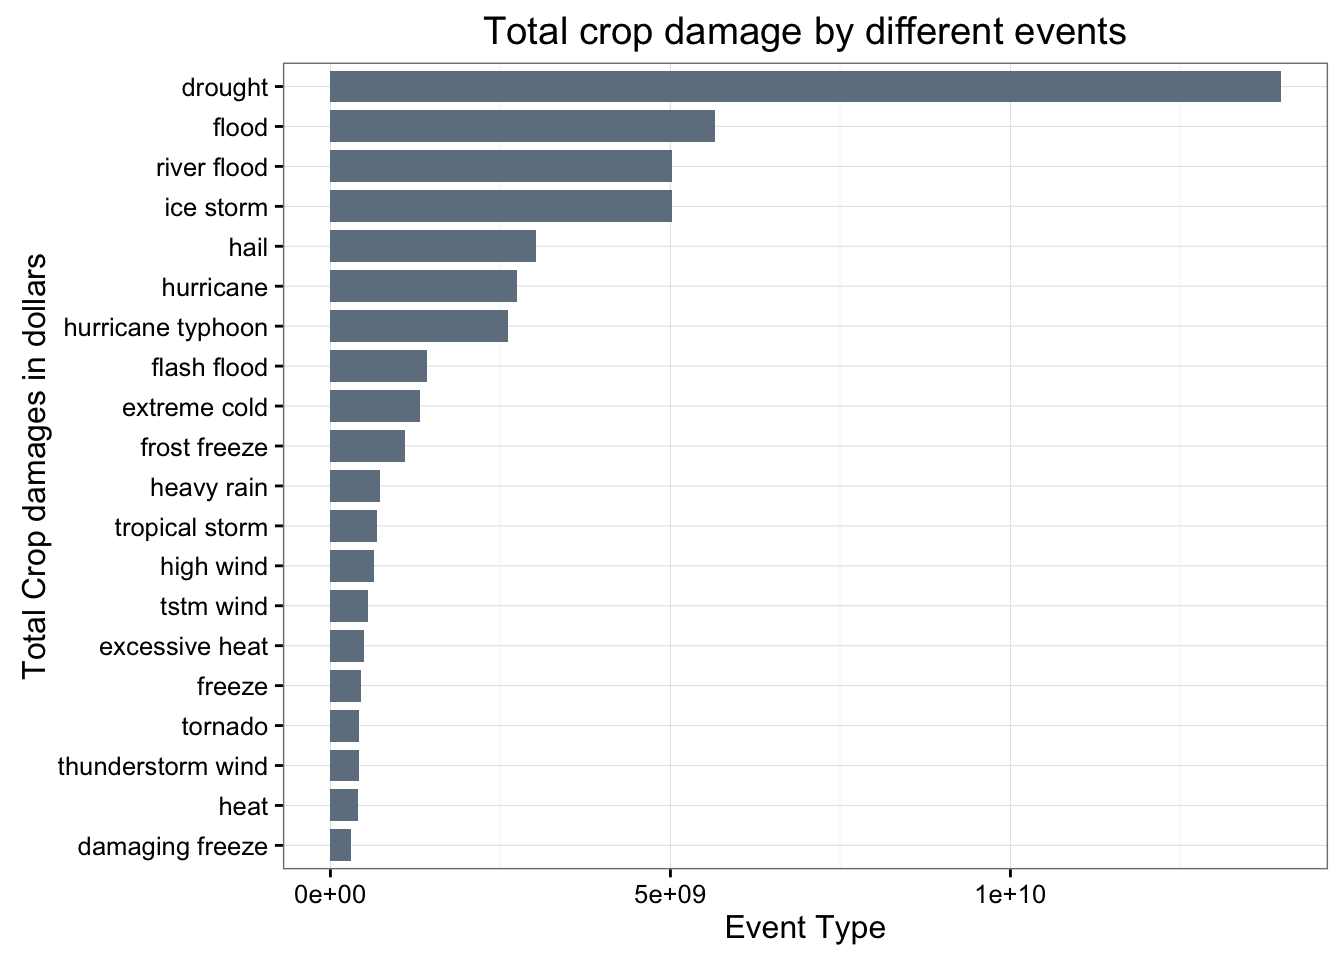 Total crop damage by different events
Total Crop damages in dollars
drought
flood
river flood
ice storm
hail
hurricane
hurricane typhoon
flash flood
extreme cold
frost freeze
heavy rain
tropical storm
high wind
tstm wind
excessive heat
freeze
tornado
thunderstorm wind
heat
damaging freeze
0e+00 5e+09 1e+10
Event Type